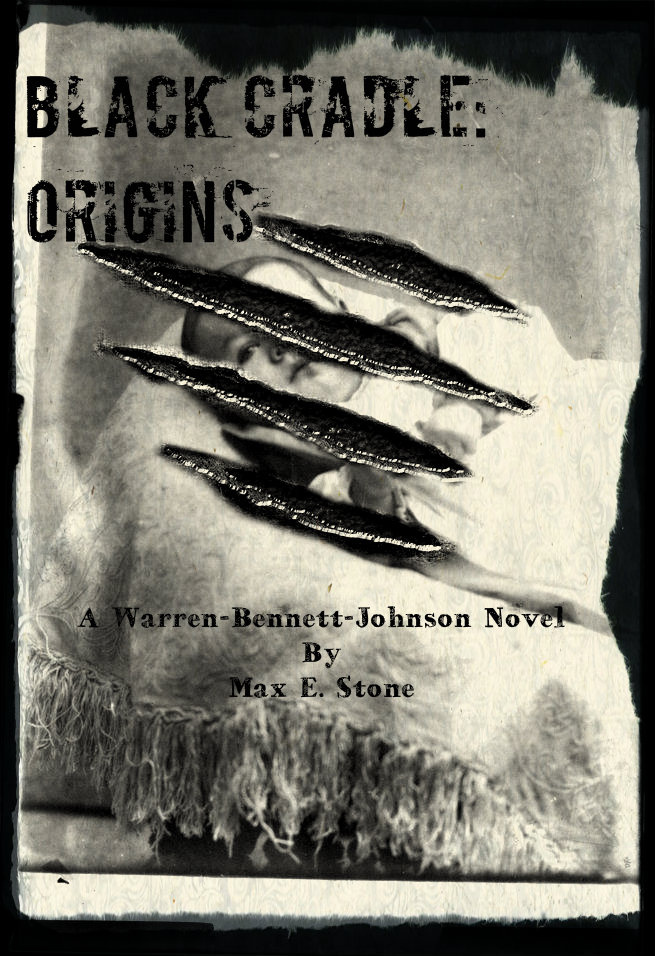 BLACK CRADLE:
ORIGINS
A Warren-Bennett-Johnson Novel
By
Max E. Stone